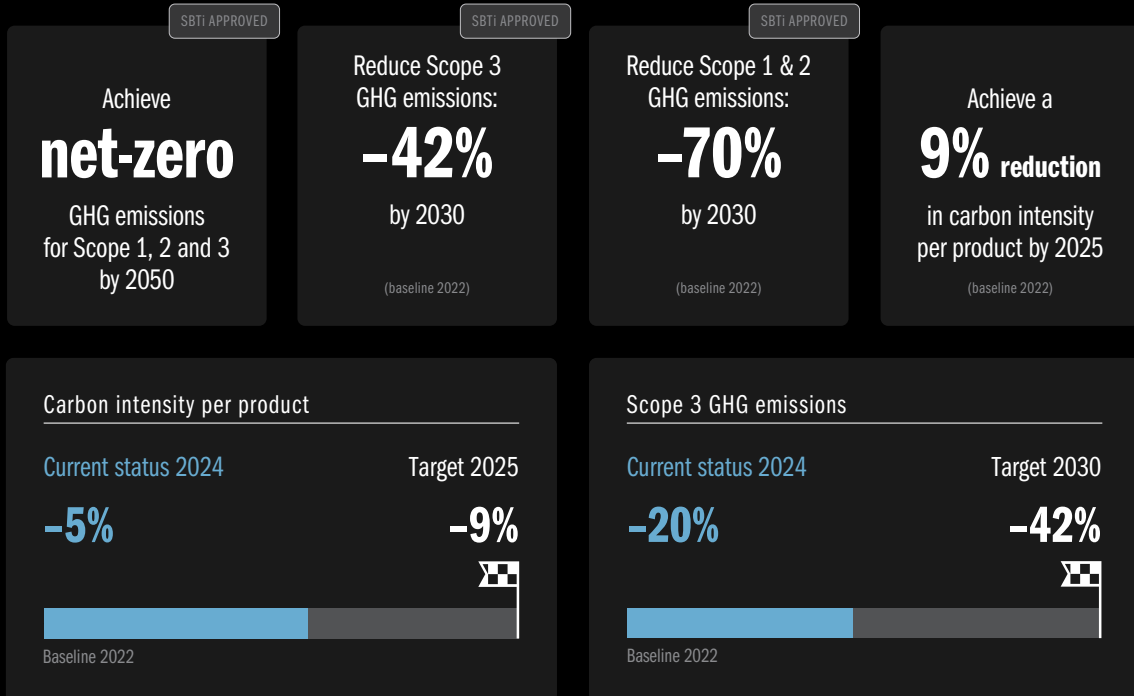 SBTi APPROVED
Achieve
net-zero
GHG emissions
for Scope 1, 2 and 3
by 2050
SBTi APPROVED
Reduce Scope 3
GHG emissions:
–42%
by 2030
(baseline 2022)
SBTi APPROVED
Reduce Scope 1 & 2
GHG emissions:
–70%
by 2030
(baseline 2022)
Achieve a
9% reduction
in carbon intensity
per product by 2025
(baseline 2022)
Carbon intensity per product
Current status 2024 Target 2025
–5% –9%
Baseline 2022
Scope 3 GHG emissions
Current status 2024 Target 2030
–20% –42%
Baseline 2022